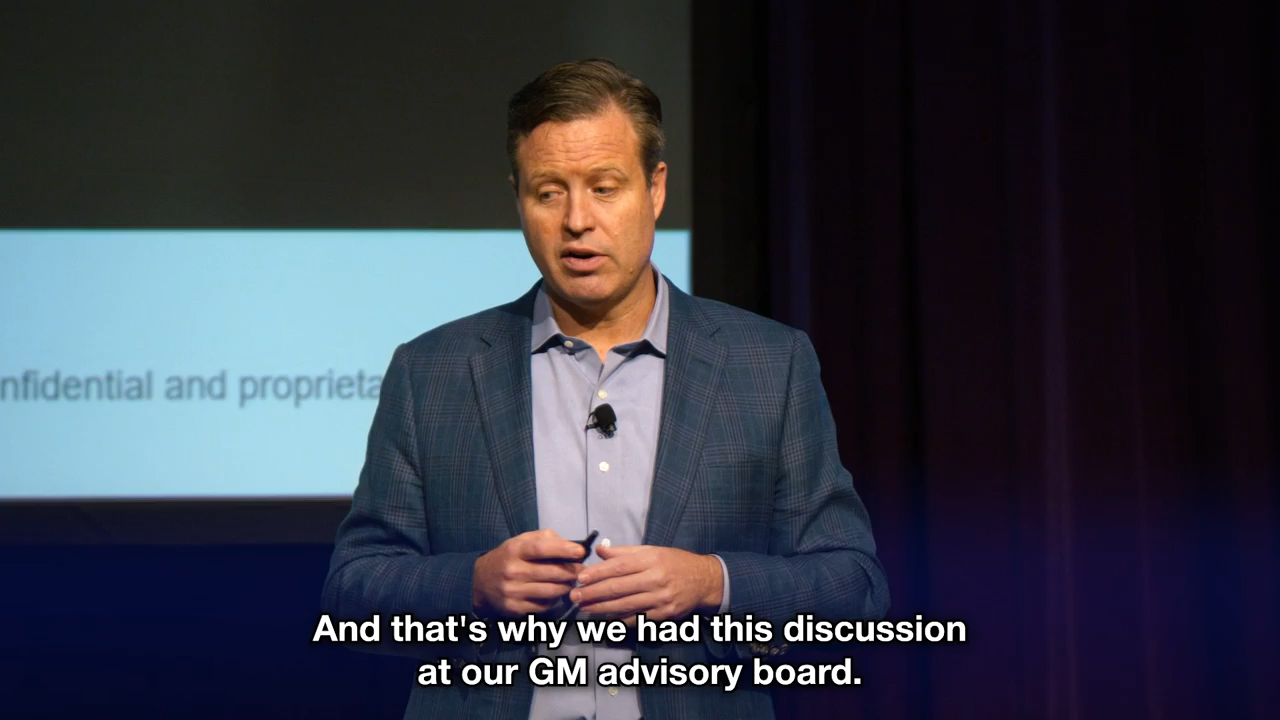 nfidential and proprieta
And that's why we had this discussion
at our GM advisory board.